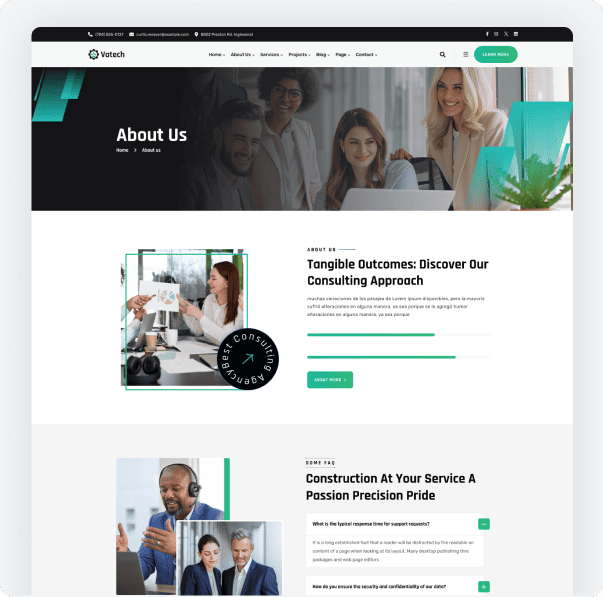 (704) 555-0127 curtis.weaver@example.com 8502 Preston Rd. Inglewood
Vatech Home About Us Services Projects Blog Page Contact LEARN MORE
About Us
Home About us
ABOUT US
Tangible Outcomes: Discover Our
Consulting Approach
muchas variaciones de los pasajes de Lorem Ipsum disponibles, pero la mayoría
sufrió alteraciones en alguna manera, ya sea porque se le agregó humor
alteraciones en alguna manera, ya sea porque
Best Consulting Agency
ABOUT MORE
SOME FAQ
Construction At Your Service A
Passion Precision Pride
What is the typical response time for support requests?
It is a long established fact that a reader will be distracted by the readable on
content of a page when looking at its layout. Many desktop publishing this
packages and web page editors
How do you ensure the security and confidentiality of our data?